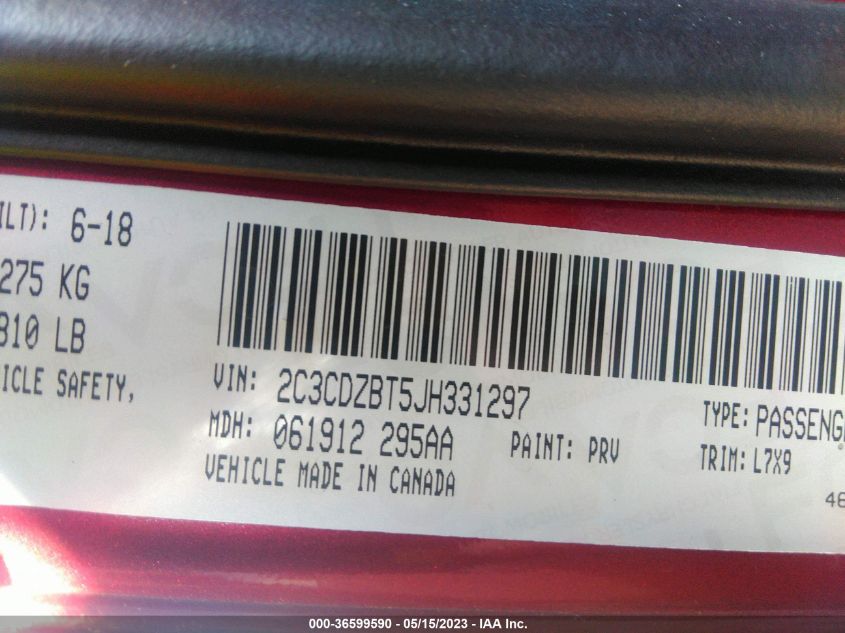 ILT): 6-18
275 KG
810 LB
ICLE SAFETY,
VIN: 2C3CDZBT5JH331297
TYPE: PASSENG
MDH: 061912 295AA
PAINT: PRV
TRIM: L7X9
VEHICLE MADE IN CANADA
46
000-36599590 - 05/15/2023 - IAA Inc.